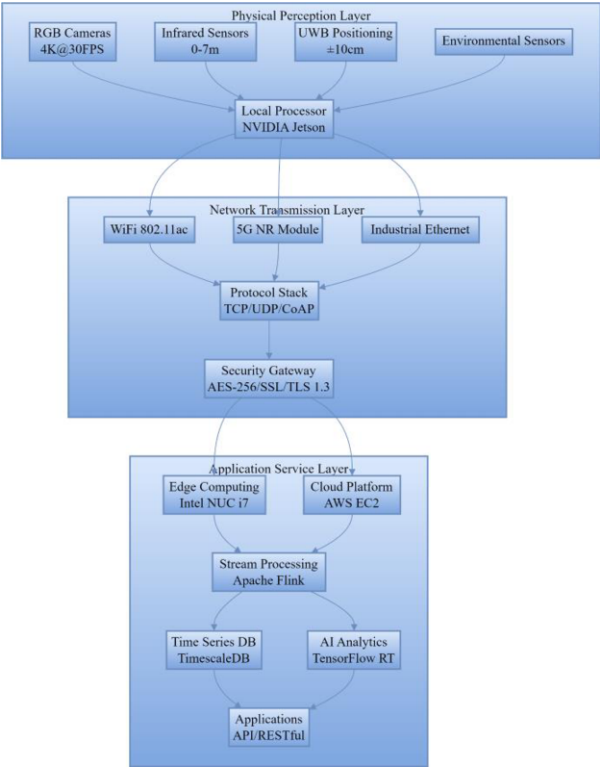 Physical Perception Layer
RGB Cameras
4K@30FPS
Infrared Sensors
0-7m
UWB Positioning
±10cm
Environmental Sensors
Local Processor
NVIDIA Jetson
Network Transmission Layer
WiFi 802.11ac
5G NR Module
Industrial Ethernet
Protocol Stack
TCP/UDP/CoAP
Security Gateway
AES-256/SSL/TLS 1.3
Application Service Layer
Edge Computing
Intel NUC i7
Cloud Platform
AWS EC2
Stream Processing
Apache Flink
Time Series DB
TimescaleDB
AI Analytics
TensorFlow RT
Applications
API/RESTful